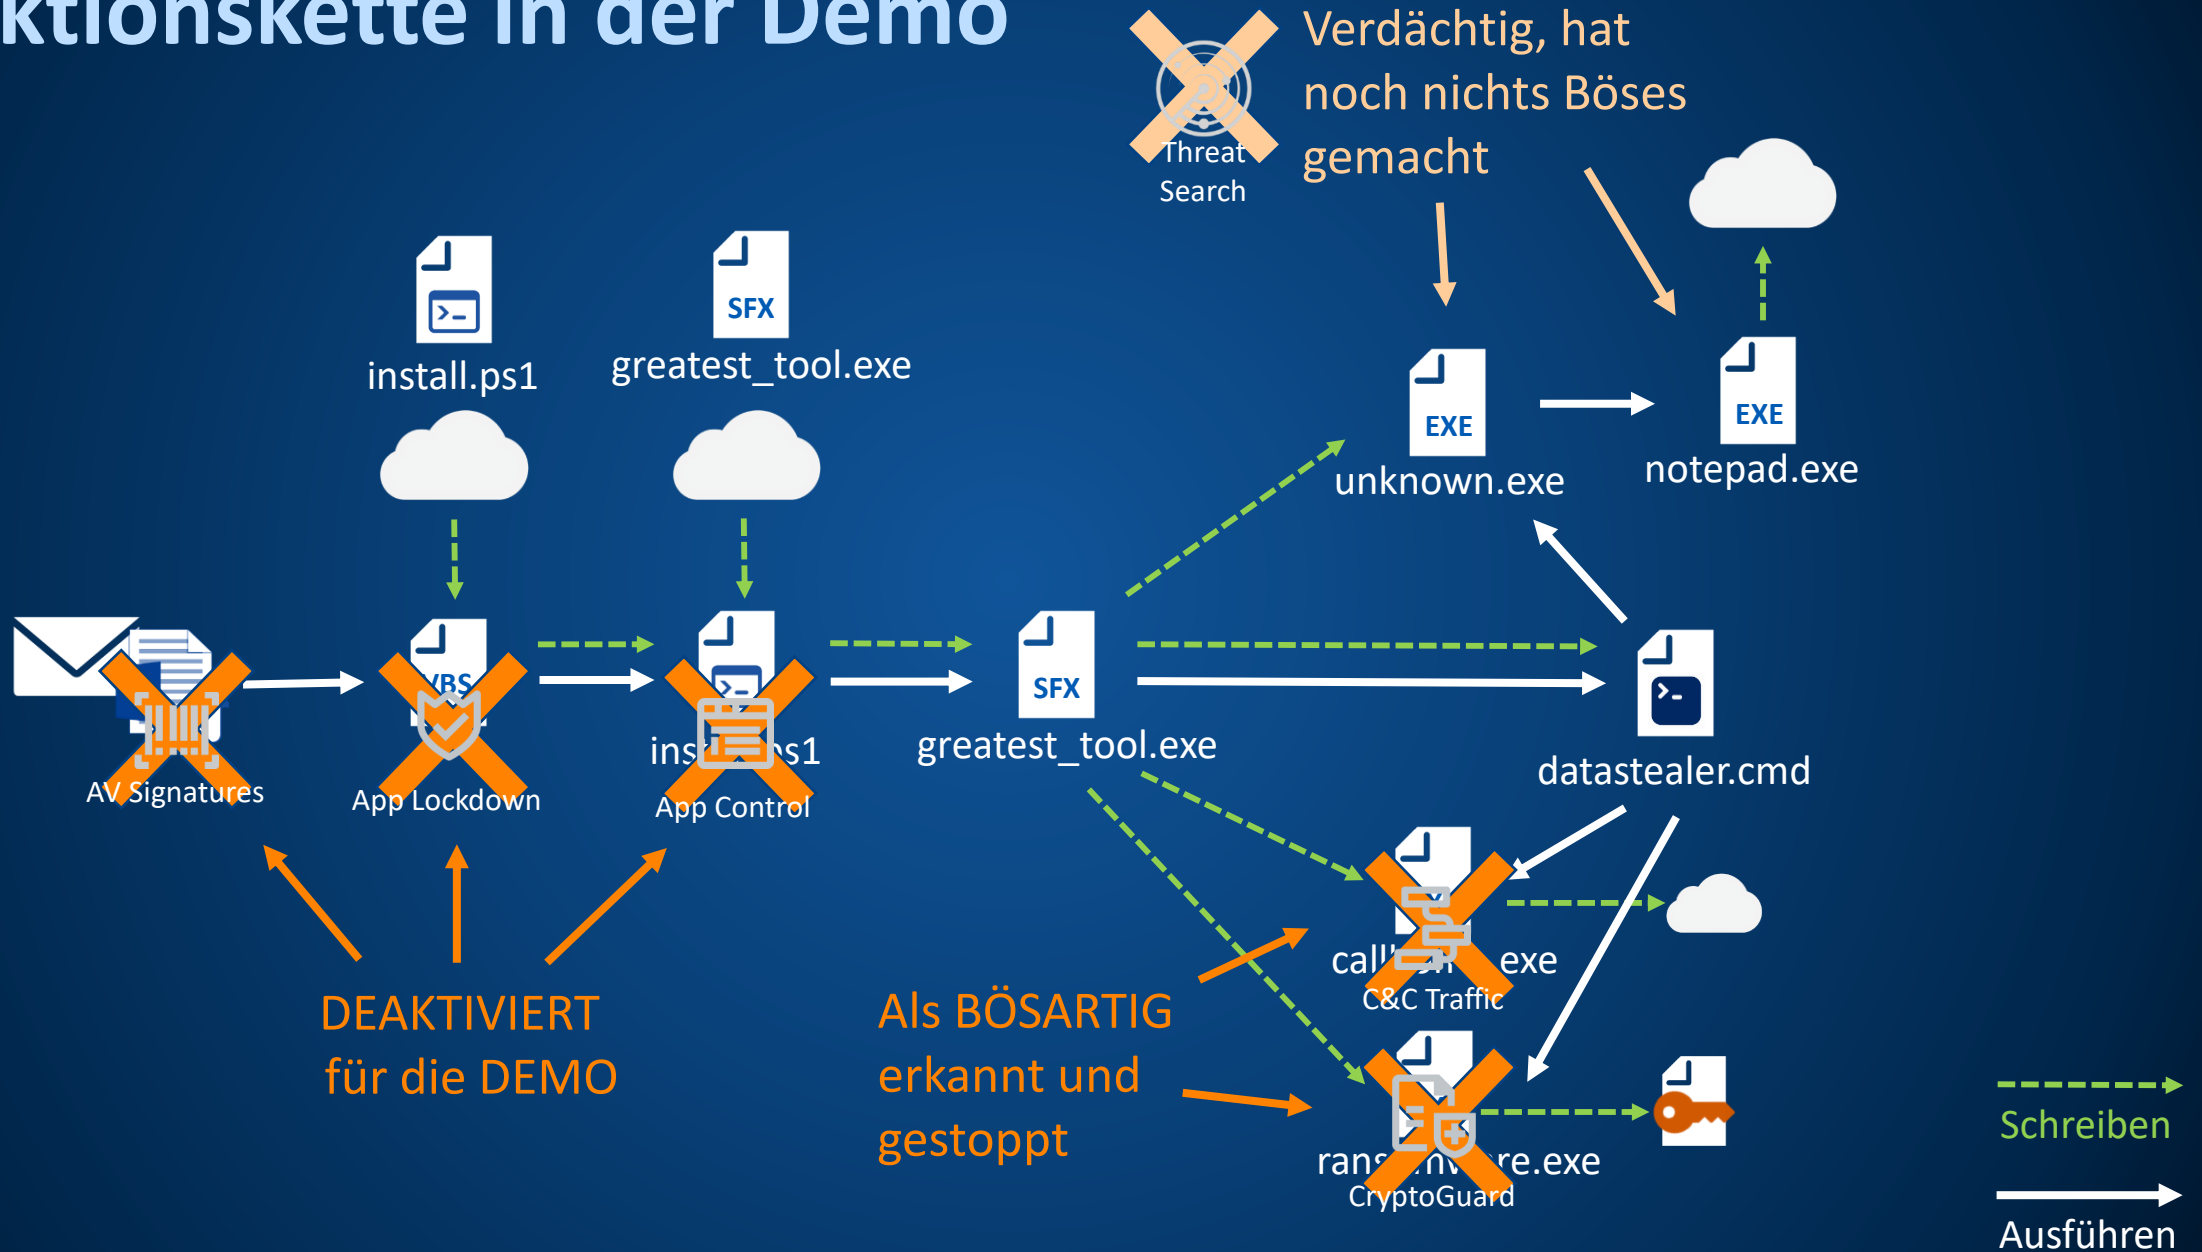 ktionskette in der Demo
Verdächtig, hat
noch nichts Böses
gemacht
Threat
Search
SFX
install.ps1
greatest_tool.exe
EXE
EXE
unknown.exe
notepad.exe
VBS
SFX
AV Signatures
App Lockdown
App Control
greatest_tool.exe
datastealer.cmd
DEAKTIVIERT
für die DEMO
Als BÖSARTIG
erkannt und
gestoppt
exe
C&C Traffic
ransomware.exe
CryptoGuard
Schreiben
Ausführen